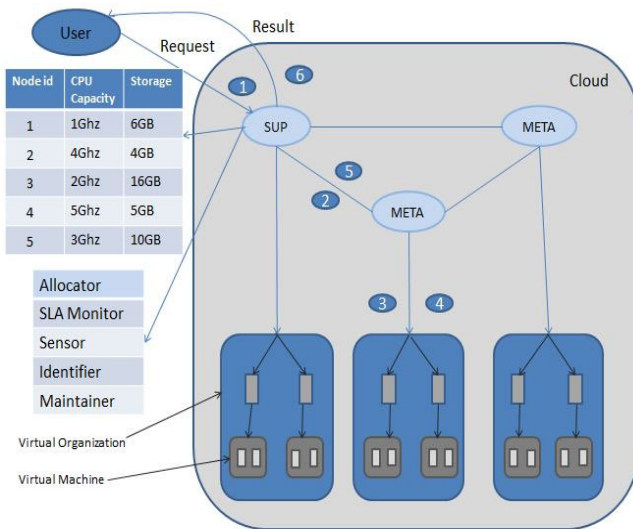 User
Result
Request
Cloud
Node id CPU Capacity Storage
1 1Ghz 6GB
2 4Ghz 4GB
3 2Ghz 16GB
4 5Ghz 5GB
5 3Ghz 10GB
1
6
SUP
META
5
2
META
3
4
Allocator
SLA Monitor
Sensor
Identifier
Maintainer
Virtual Organization
Virtual Machine